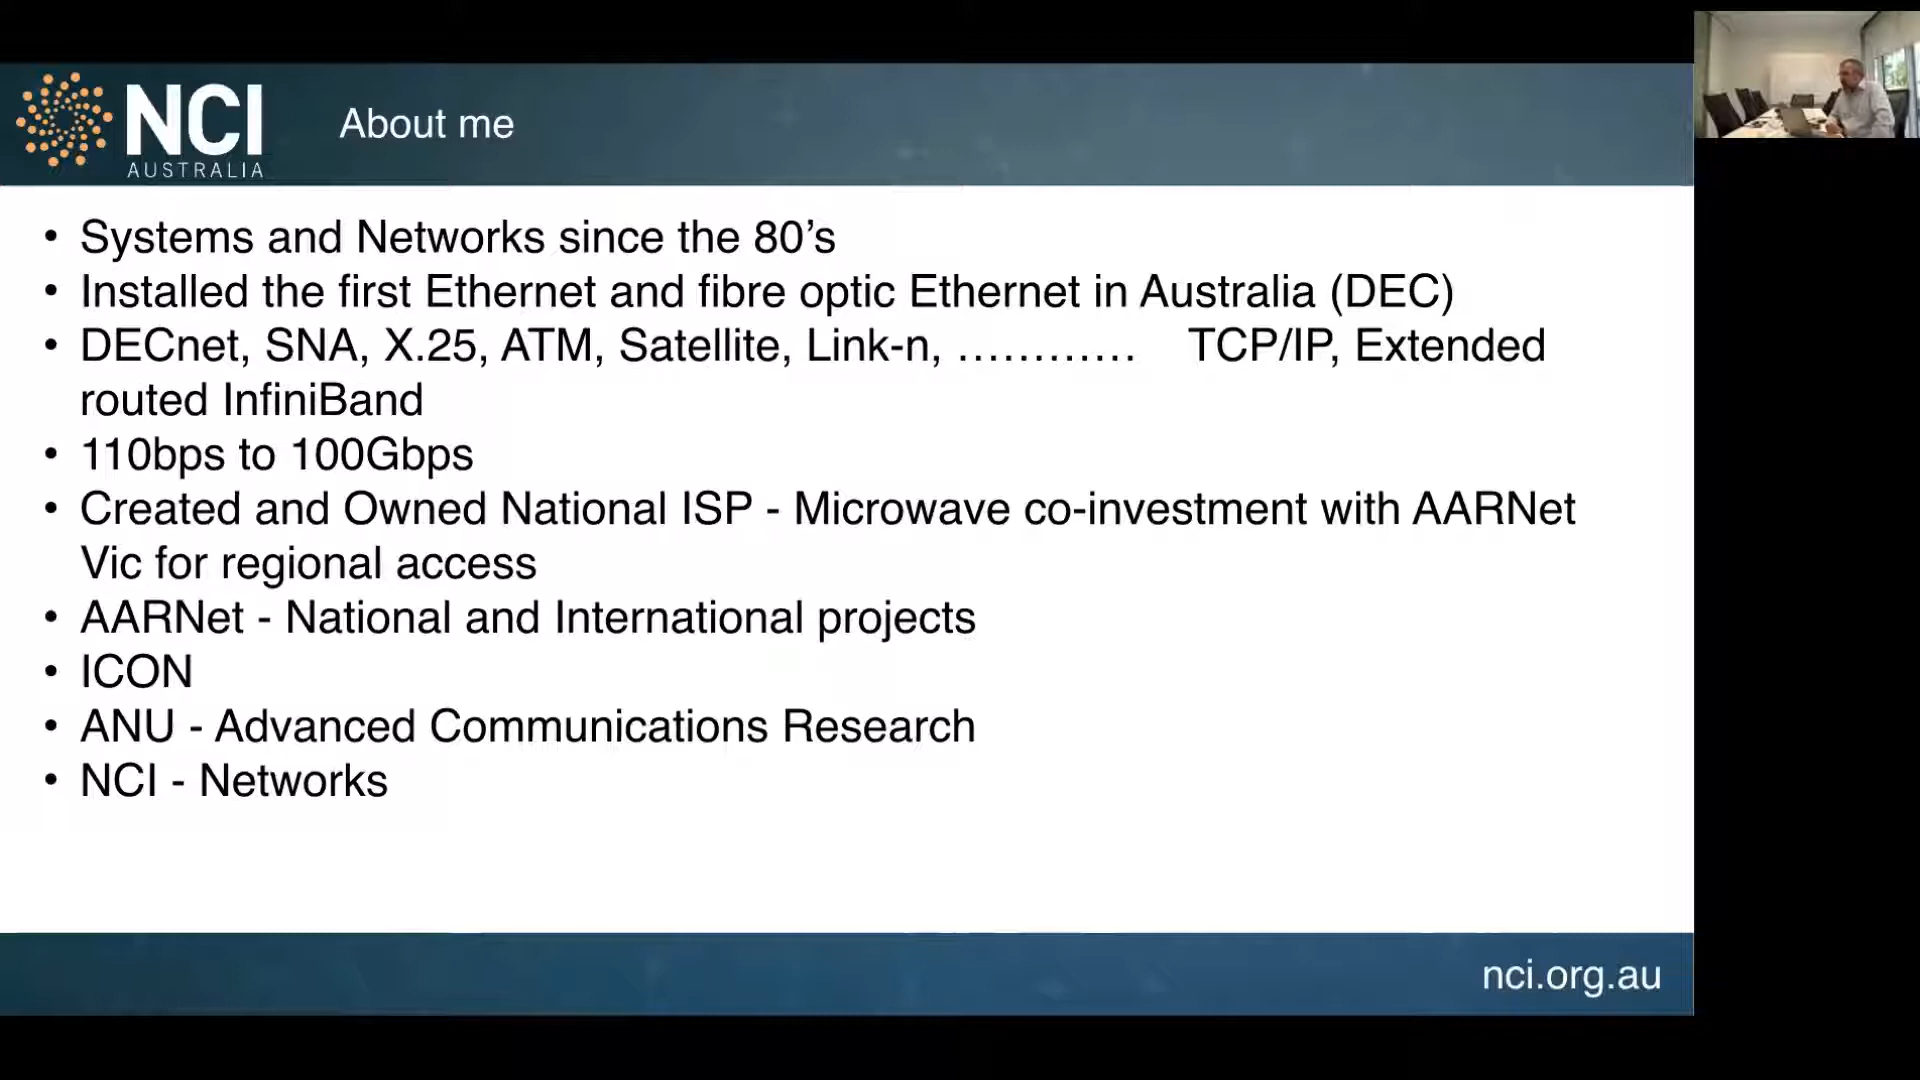 NCI
AUSTRALIA
About me
• Systems and Networks since the 80’s
• Installed the first Ethernet and fibre optic Ethernet in Australia (DEC)
• DECnet, SNA, X.25, ATM, Satellite, Link-n, ………… TCP/IP, Extended
routed InfiniBand
• 110bps to 100Gbps
• Created and Owned National ISP - Microwave co-investment with AARNet
Vic for regional access
• AARNet - National and International projects
• ICON
• ANU - Advanced Communications Research
• NCI - Networks
nci.org.au